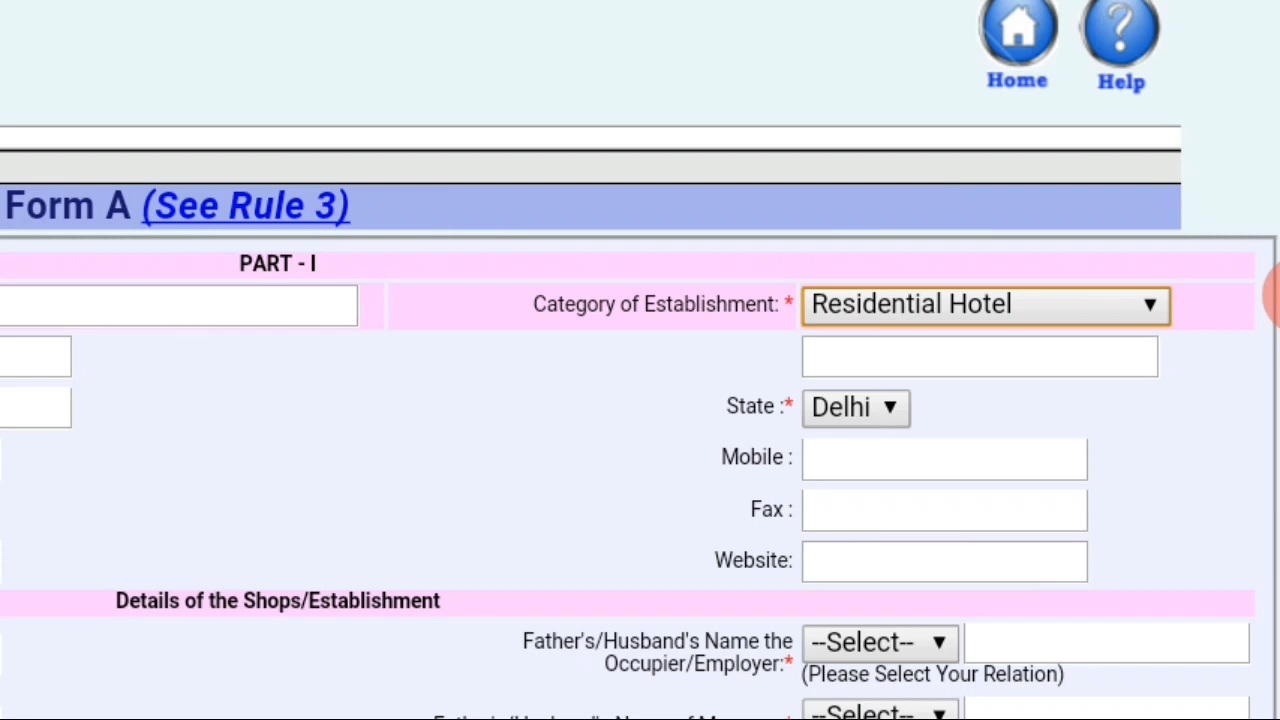 Home Help
Form A (See Rule 3)
PART - I
Category of Establishment: * Residential Hotel
State :* Delhi
Mobile :
Fax :
Website:
Details of the Shops/Establishment
Father's/Husband's Name the --Select--
Occupier/Employer:*
(Please Select Your Relation)
--Select--